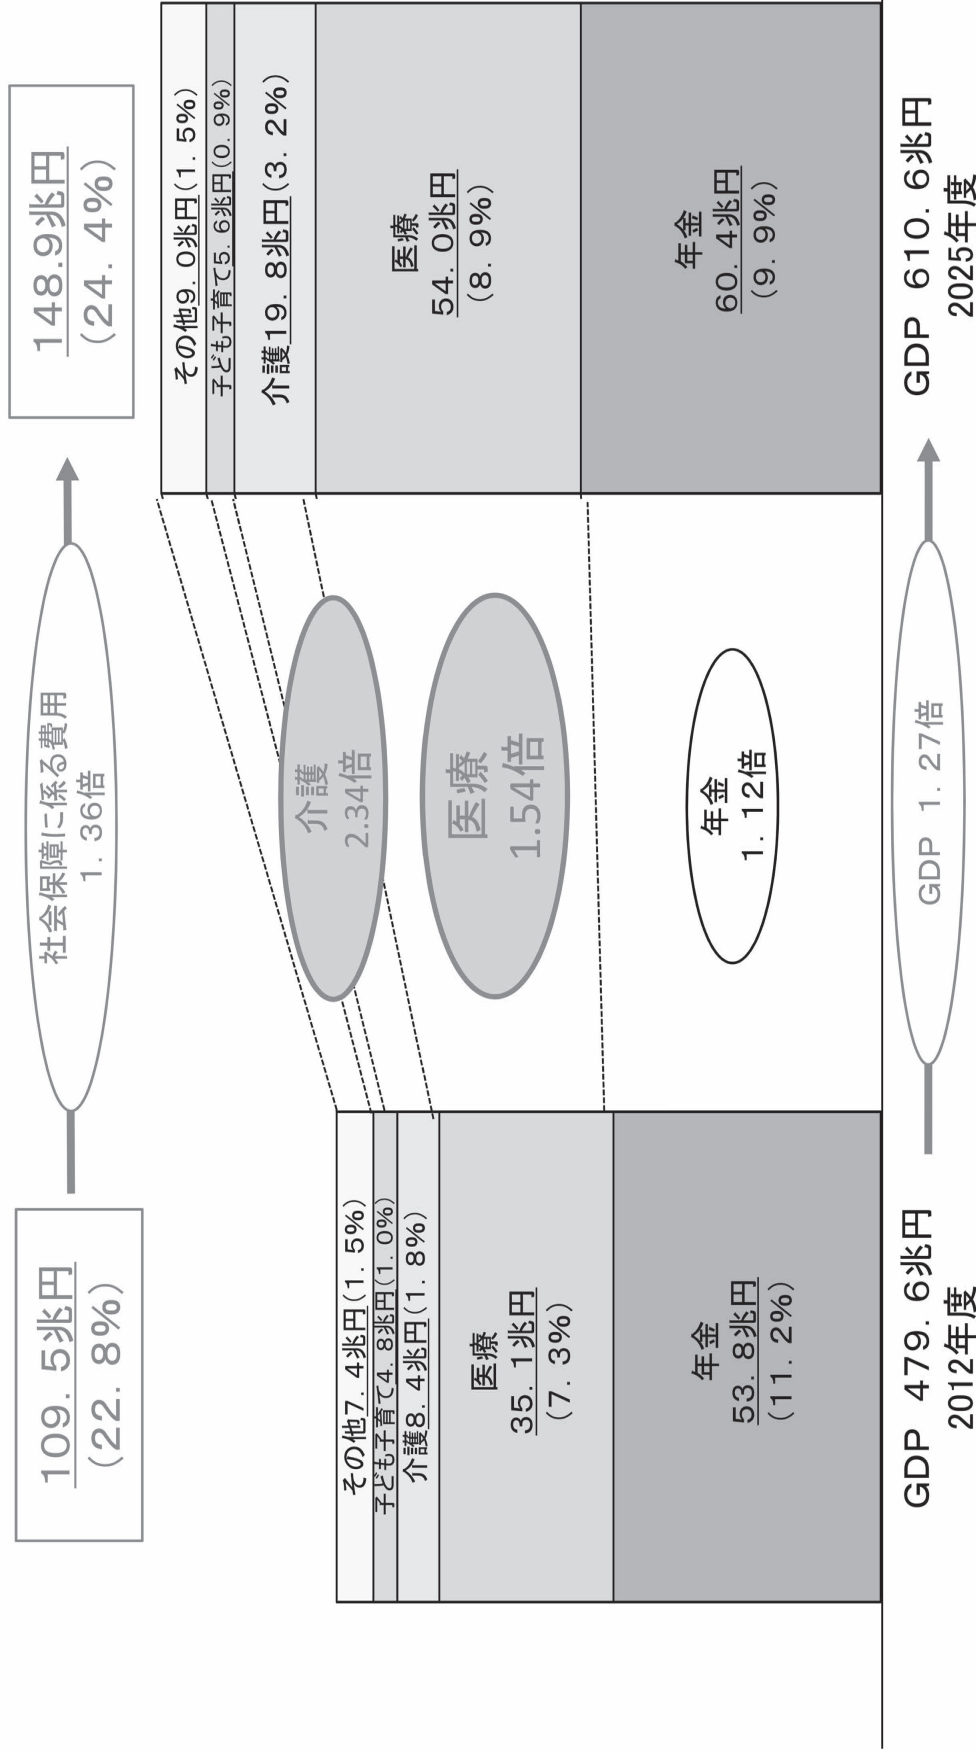 109. 5兆円
(22. 8%)
社会保障に係る費用
1. 36倍
148.9兆円
(24. 4%)
その他7. 4兆円(1. 5%)
子ども子育て4. 8兆円(1. 0%)
介護8. 4兆円(1. 8%)
医療
35. 1兆円
(7. 3%)
年金
53. 8兆円
(11. 2%)
介護
2.34倍
医療
1.54倍
年金
1. 12倍
その他9. 0兆円(1. 5%)
子ども子育て5. 6兆円(0. 9%)
介護19. 8兆円(3. 2%)
医療
54. 0兆円
(8. 9%)
年金
60. 4兆円
(9. 9%)
GDP 479. 6兆円
2012年度
GDP 1. 27倍
GDP 610. 6兆円
2025年度